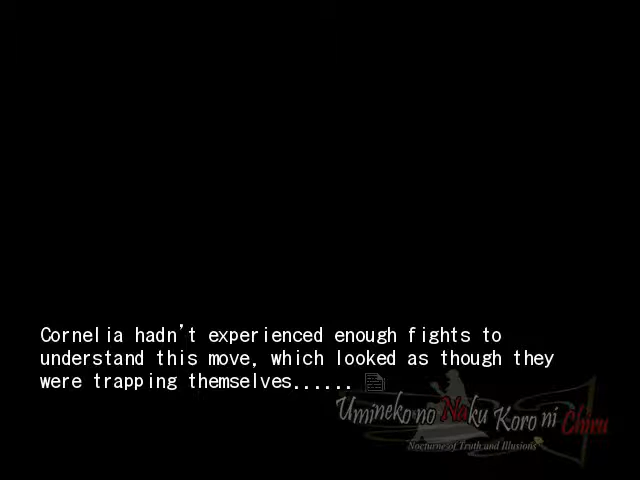 Cornelia hadn't experienced enough fights to
understand this move, which looked as though they
were trapping themselves......
Umineko no Naku Koro ni Chiru
Nocturne of Truth and Illusions